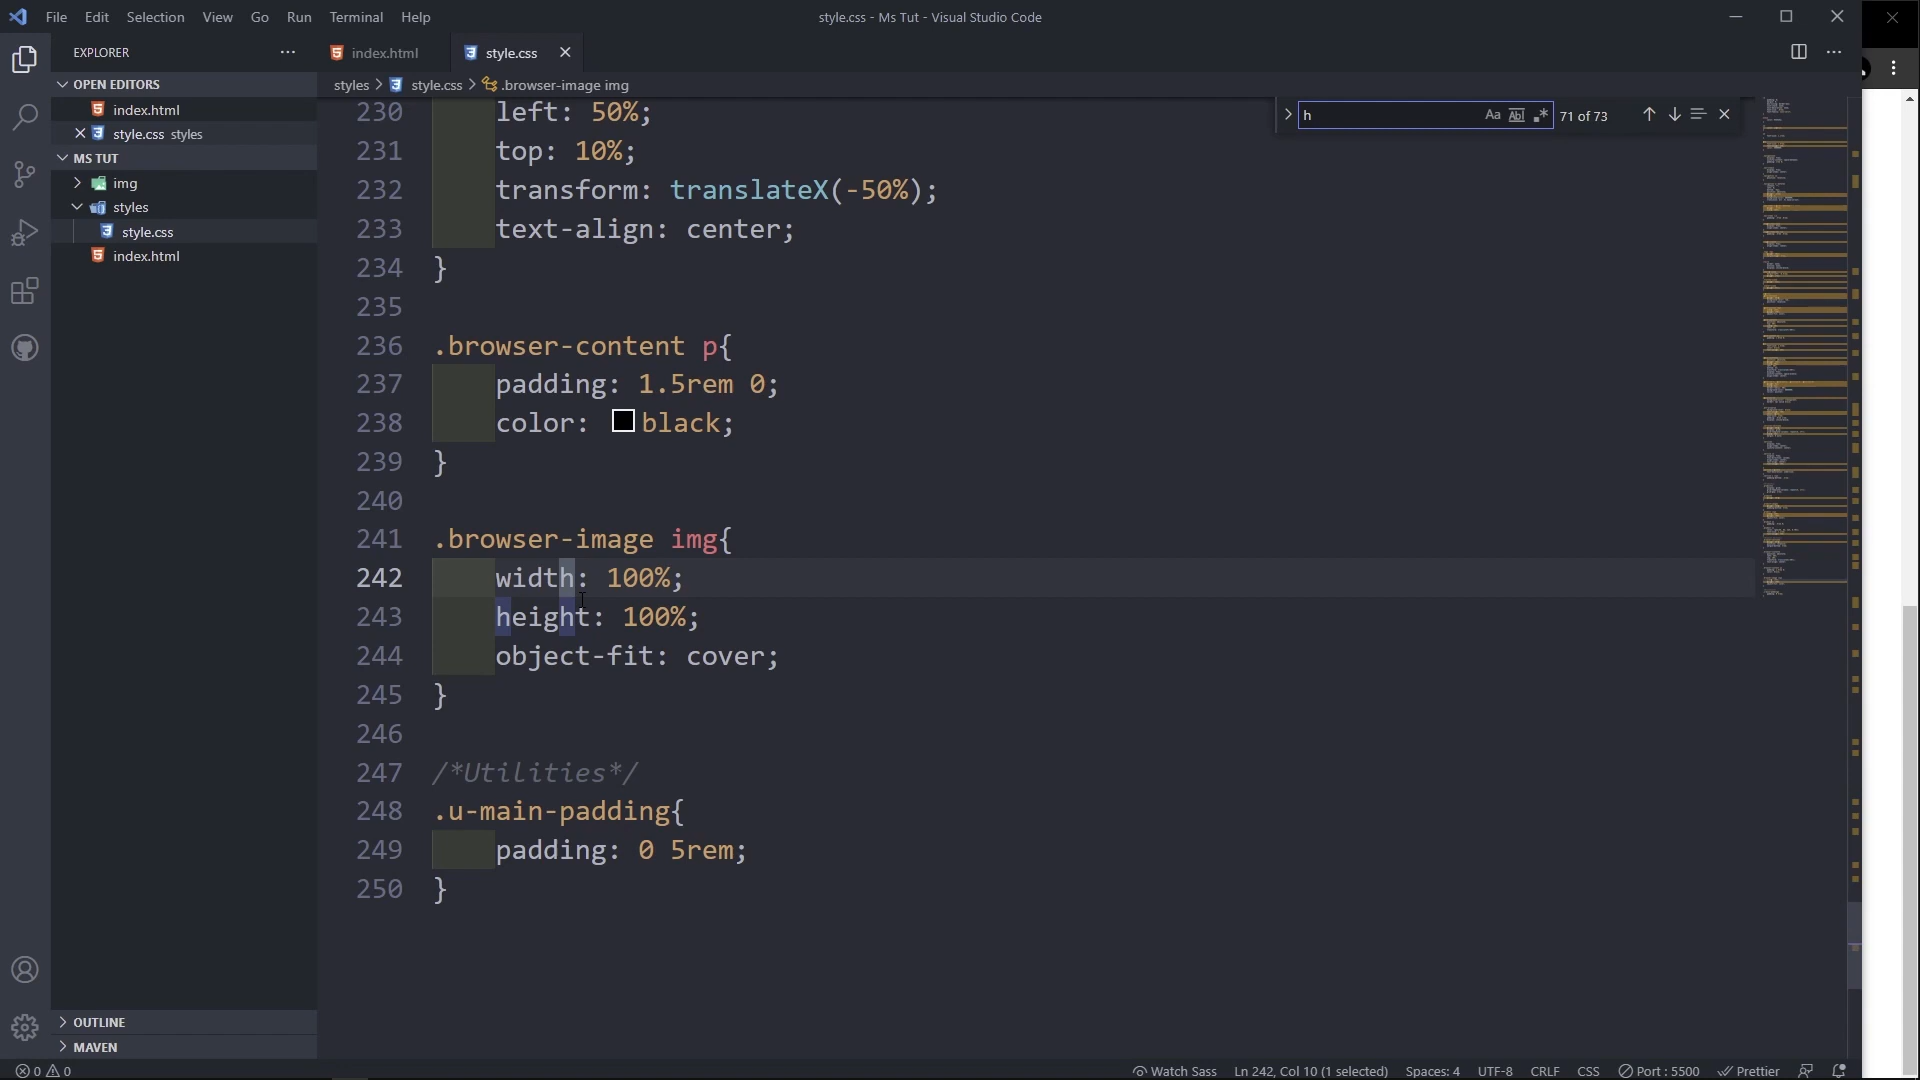 File Edit Selection View Go Run Terminal Help
style.css - Ms Tut - Visual Studio Code
EXPLORER
index.html
style.css
OPEN EDITORS
index.html
style.css styles
MS TUT
img
styles
style.css
index.html
OUTLINE
MAVEN
styles > style.css > .browser-image img
h
Aa Abl .*
71 of 73
230 left: 50%;
231 top: 10%;
232 transform: translateX(-50%);
233 text-align: center;
234 }
235
236 .browser-content p{
237 padding: 1.5rem 0;
238 color: black;
239 }
240
241 .browser-image img{
242 width: 100%;
243 height: 100%;
244 object-fit: cover;
245 }
246
247 /*Utilities*/
248 .u-main-padding{
249 padding: 0 5rem;
250 }
0 0
Watch Sass Ln 242, Col 10 (1 selected) Spaces: 4 UTF-8 CRLF CSS Port : 5500 Prettier